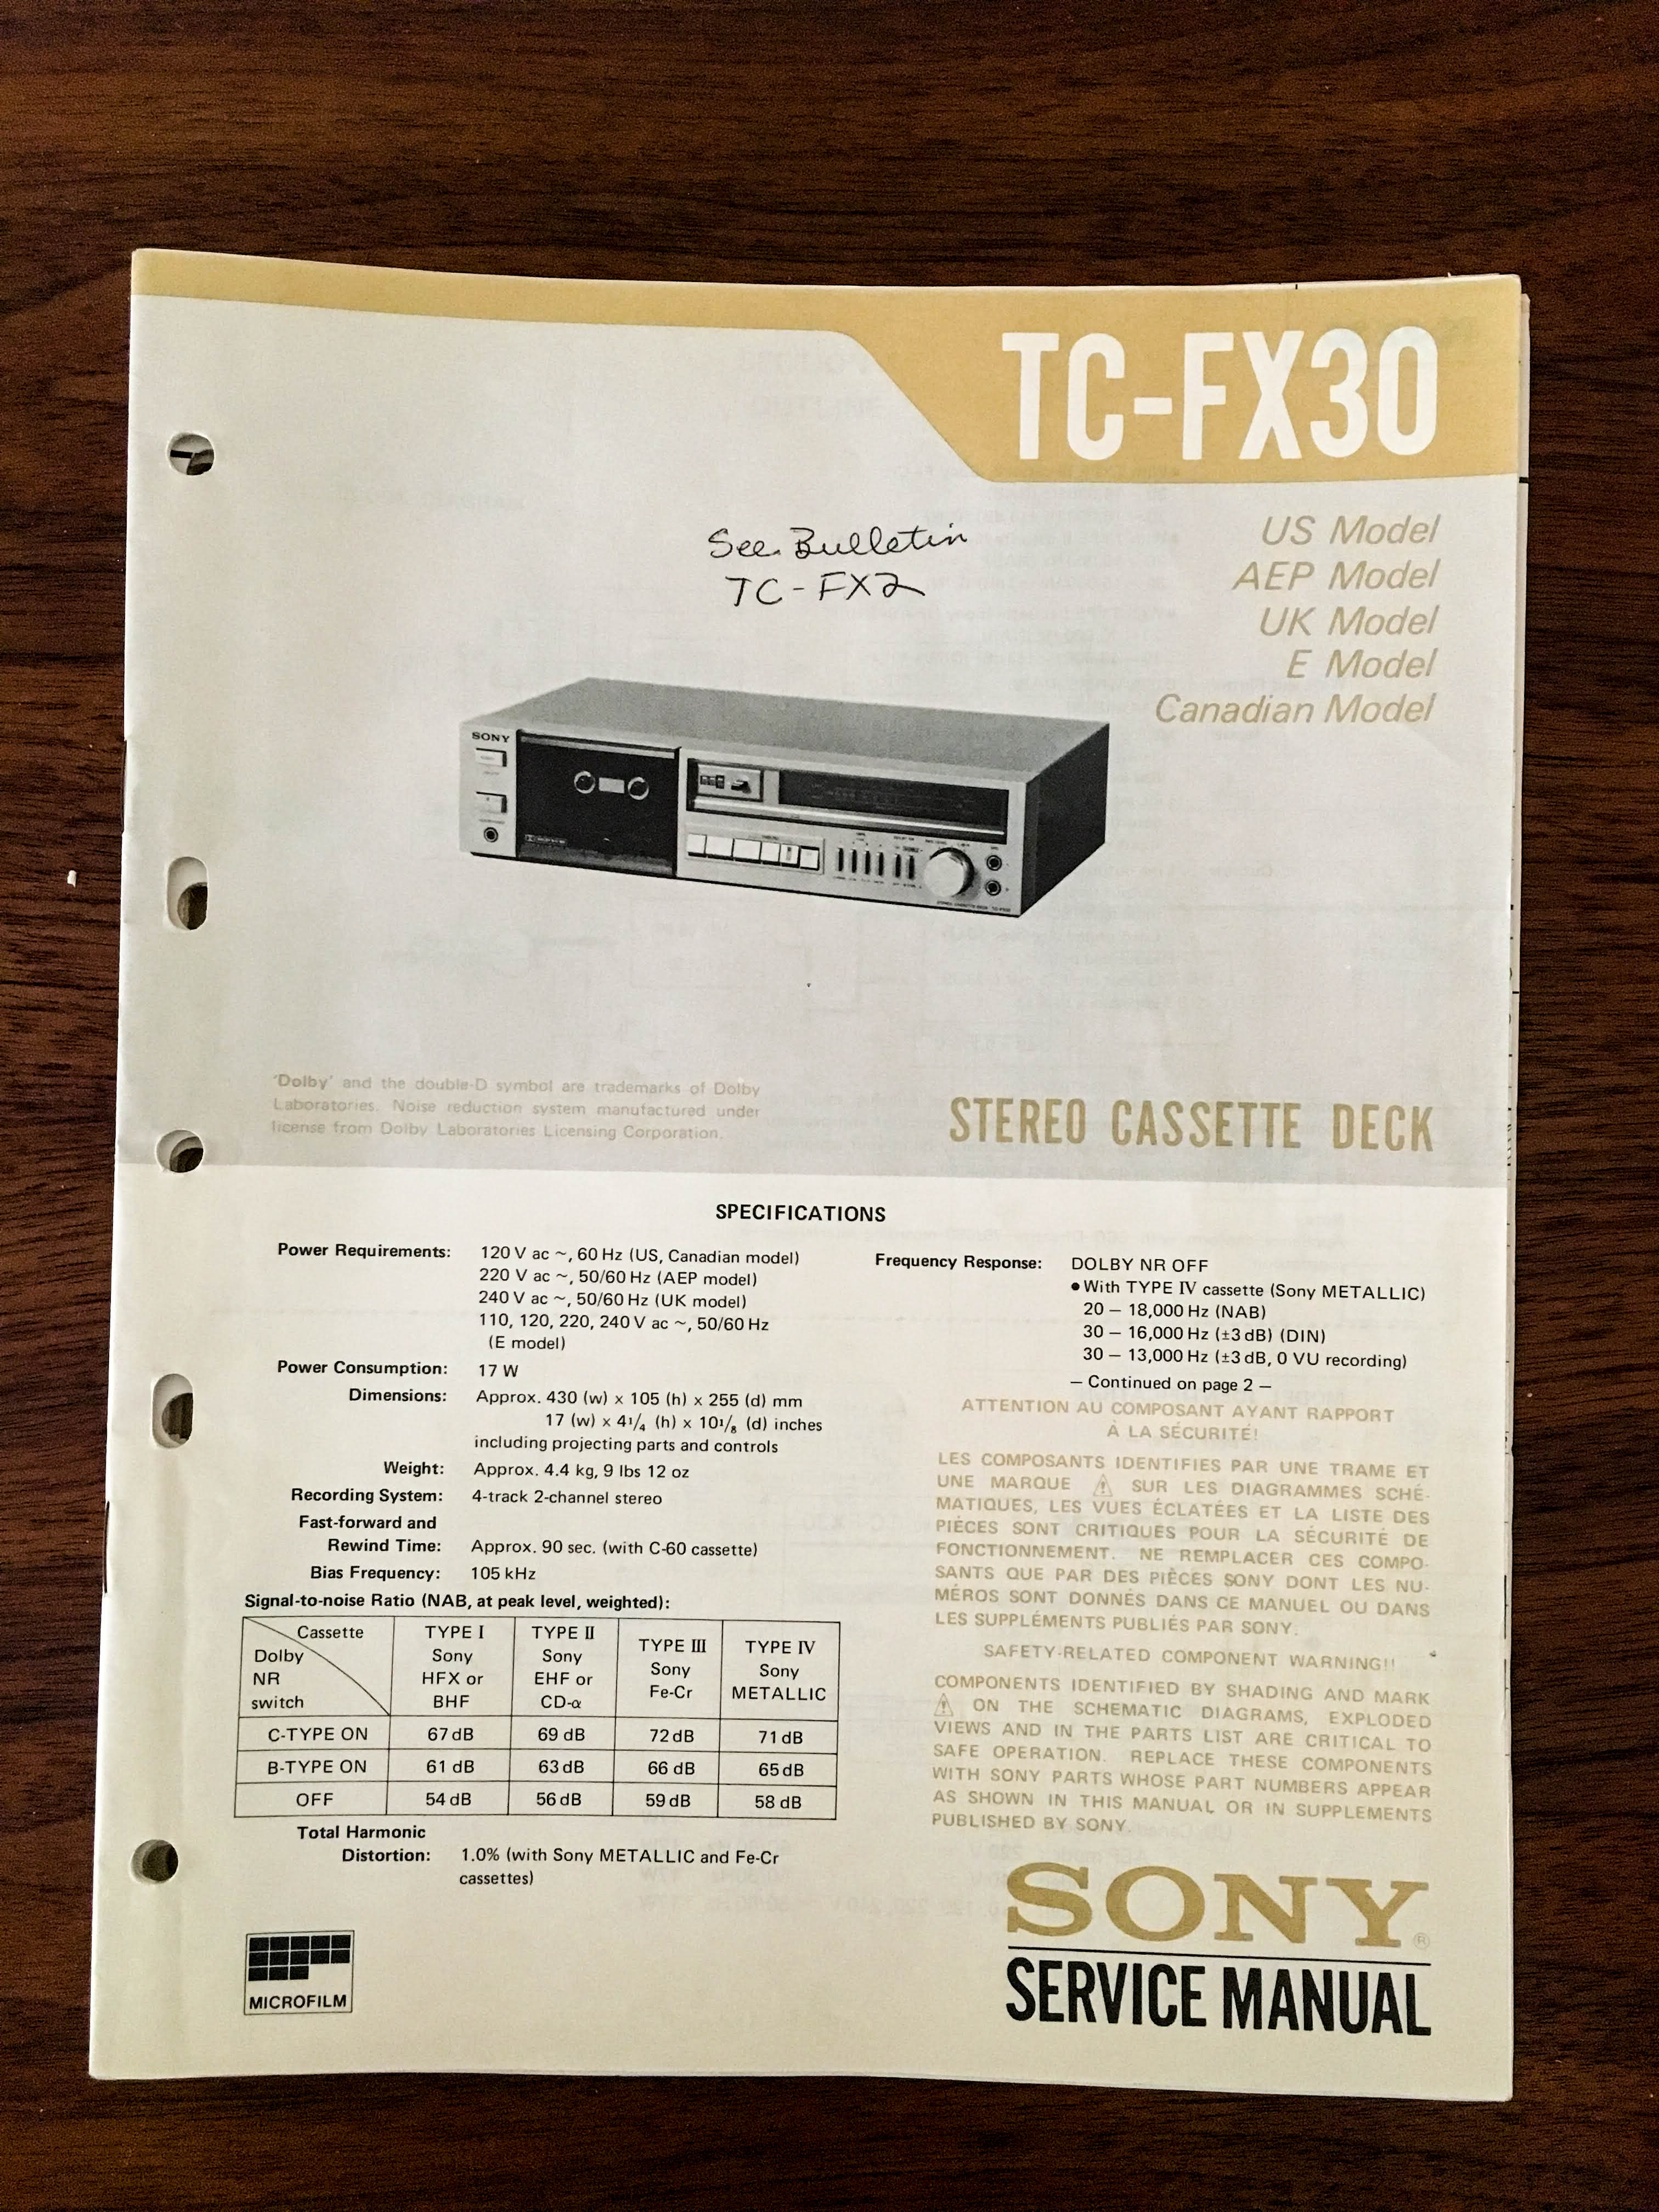 TC-FX30
US Model
AEP Model
UK Model
E Model
Canadian Model
See Bulletin
TC-FX2
SONY
'Dolby' and the double-D symbol are trademarks of Dolby
Laboratories. Noise reduction system manufactured under
license from Dolby Laboratories Licensing Corporation.
STEREO CASSETTE DECK
SPECIFICATIONS
Power Requirements: 120 V ac ~, 60 Hz (US, Canadian model)
220 V ac ~, 50/60 Hz (AEP model)
240 V ac ~, 50/60 Hz (UK model)
110, 120, 220, 240 V ac ~, 50/60 Hz
(E model)
Power Consumption: 17 W
Dimensions: Approx. 430 (w) x 105 (h) x 255 (d) mm
17 (w) x 4 1/4 (h) x 10 1/8 (d) inches
including projecting parts and controls
Weight: Approx. 4.4 kg, 9 lbs 12 oz
Recording System: 4-track 2-channel stereo
Fast-forward and
Rewind Time: Approx. 90 sec. (with C-60 cassette)
Bias Frequency: 105 kHz
Signal-to-noise Ratio (NAB, at peak level, weighted):
Cassette
Dolby
NR
switch
TYPE I
Sony
HFX or
BHF
TYPE II
Sony
EHF or
CD-α
TYPE III
Sony
Fe-Cr
TYPE IV
Sony
METALLIC
C-TYPE ON 67 dB 69 dB 72 dB 71 dB
B-TYPE ON 61 dB 63 dB 66 dB 65 dB
OFF 54 dB 56 dB 59 dB 58 dB
Total Harmonic
Distortion: 1.0% (with Sony METALLIC and Fe-Cr
cassettes)
MICROFILM
Frequency Response: DOLBY NR OFF
● With TYPE IV cassette (Sony METALLIC)
20 – 18,000 Hz (NAB)
30 – 16,000 Hz (±3 dB) (DIN)
30 – 13,000 Hz (±3 dB, 0 VU recording)
– Continued on page 2 –
ATTENTION AU COMPOSANT AYANT RAPPORT
À LA SÉCURITÉ!
LES COMPOSANTS IDENTIFIES PAR UNE TRAME ET
UNE MARQUE ⚠ SUR LES DIAGRAMMES SCHÉ-
MATIQUES, LES VUES ÉCLATÉES ET LA LISTE DES
PIÈCES SONT CRITIQUES POUR LA SÉCURITÉ DE
FONCTIONNEMENT. NE REMPLACER CES COMPO-
SANTS QUE PAR DES PIÈCES SONY DONT LES NU-
MÉROS SONT DONNÉS DANS CE MANUEL OU DANS
LES SUPPLÉMENTS PUBLIÉS PAR SONY.
SAFETY-RELATED COMPONENT WARNING!!
COMPONENTS IDENTIFIED BY SHADING AND MARK
⚠ ON THE SCHEMATIC DIAGRAMS, EXPLODED
VIEWS AND IN THE PARTS LIST ARE CRITICAL TO
SAFE OPERATION. REPLACE THESE COMPONENTS
WITH SONY PARTS WHOSE PART NUMBERS APPEAR
AS SHOWN IN THIS MANUAL OR IN SUPPLEMENTS
PUBLISHED BY SONY.
SONY®
SERVICE MANUAL